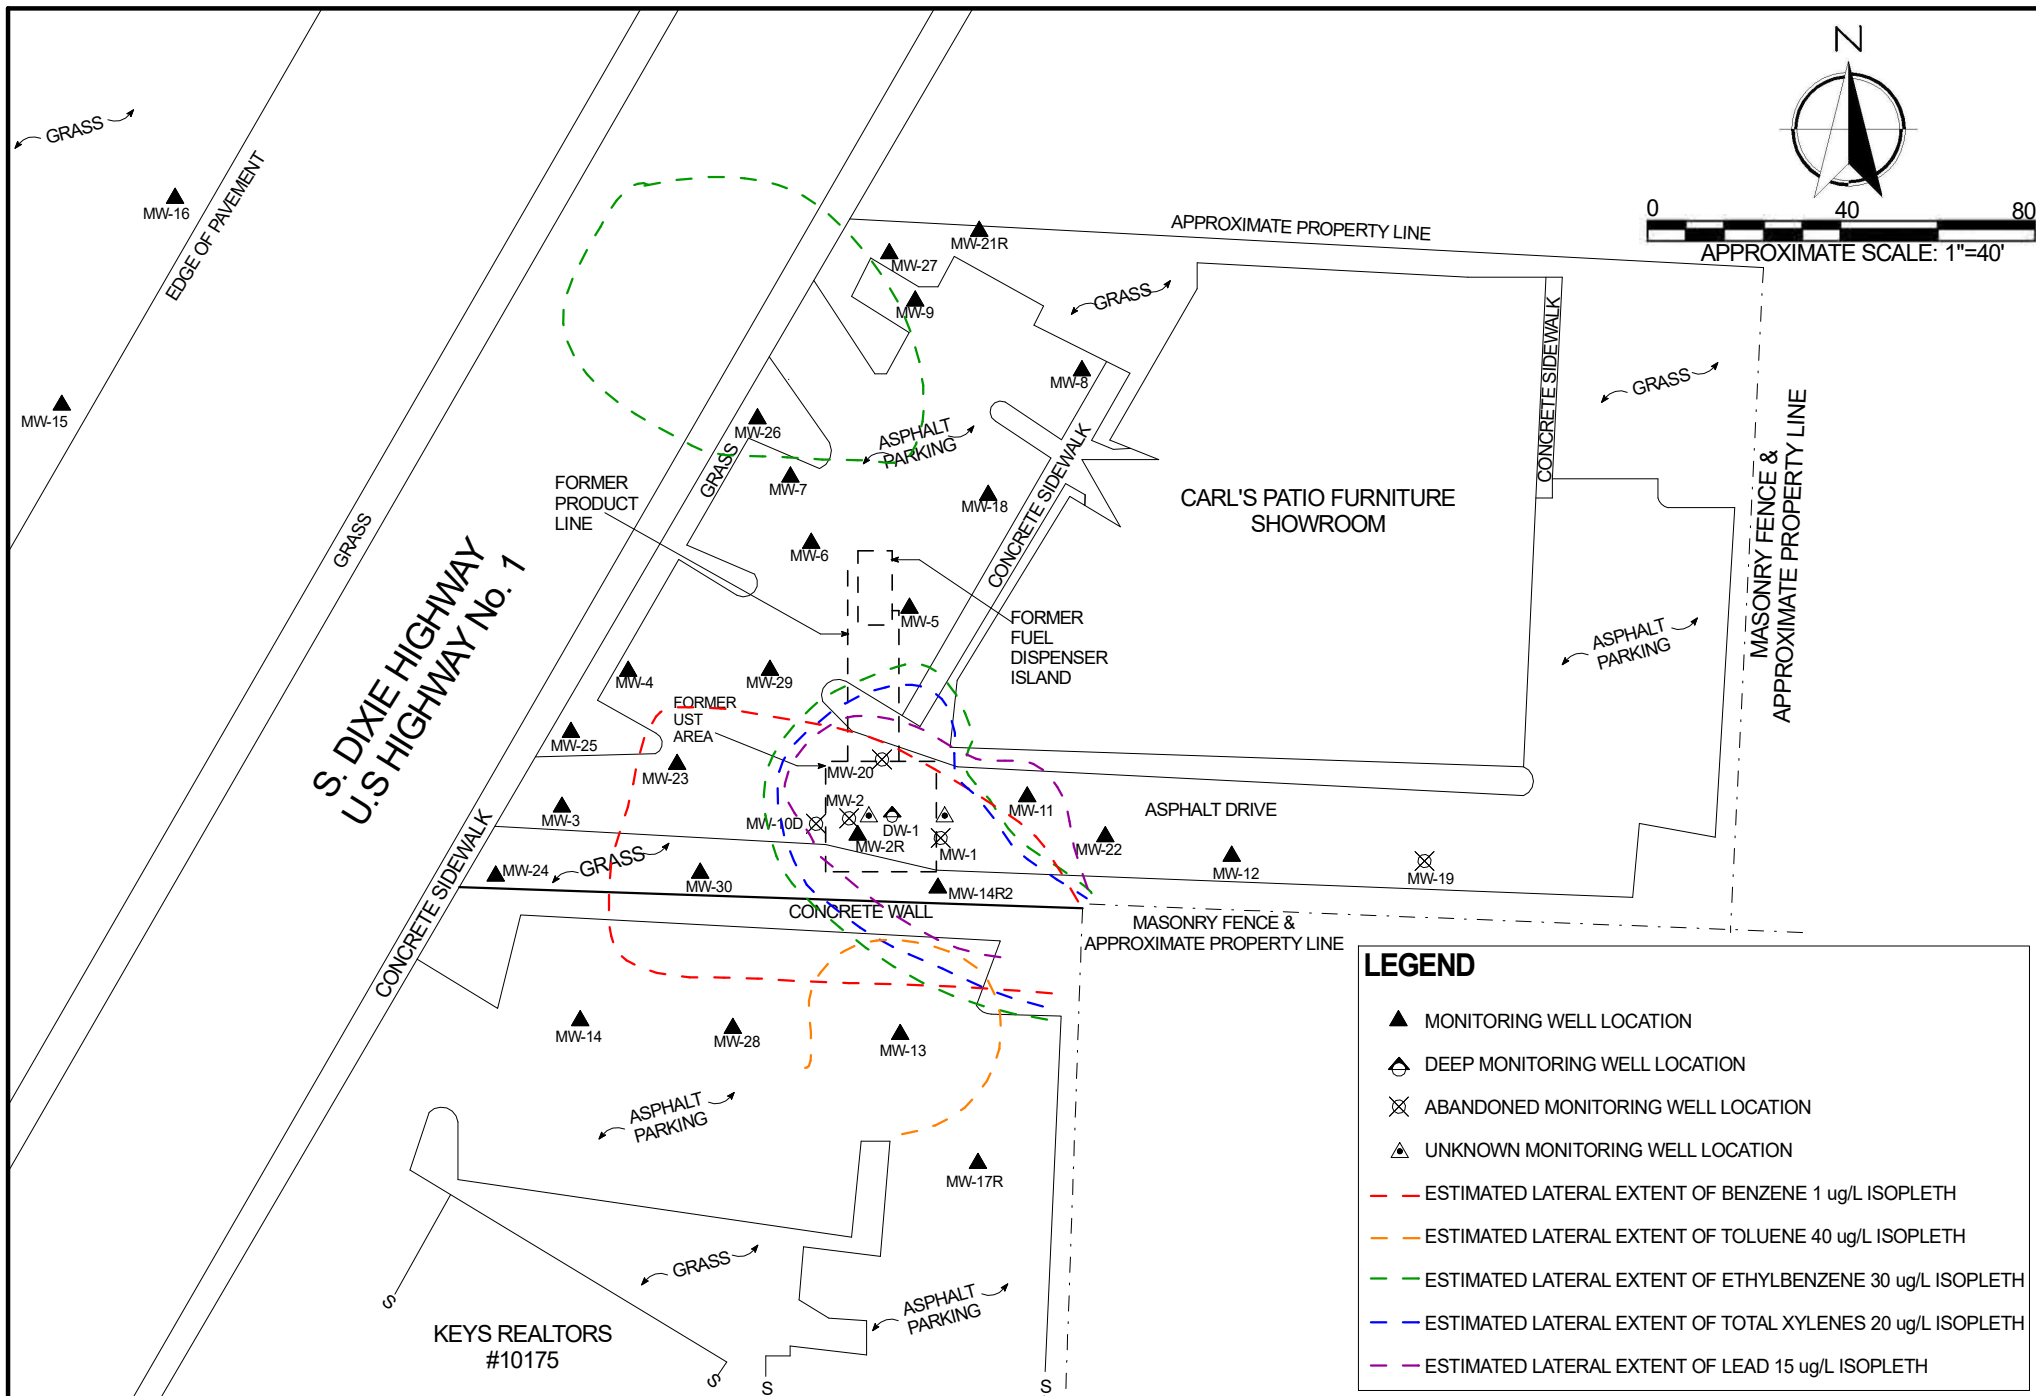 N
0 40 80
APPROXIMATE SCALE: 1"=40'
GRASS
MW-16
EDGE OF PAVEMENT
MW-15
GRASS
S. DIXIE HIGHWAY
U.S HIGHWAY No. 1
CONCRETE SIDEWALK
GRASS
APPROXIMATE PROPERTY LINE
MW-21R
MW-27
MW-9
GRASS
MW-8
MW-26
ASPHALT
PARKING
MW-7
MW-18
MW-6
CONCRETE SIDEWALK
CONCRETE SIDEWALK
GRASS
CARL'S PATIO FURNITURE
SHOWROOM
MASONRY FENCE &
APPROXIMATE PROPERTY LINE
ASPHALT
PARKING
FORMER
PRODUCT
LINE
MW-5
FORMER
FUEL
DISPENSER
ISLAND
MW-4
MW-29
FORMER
UST
AREA
MW-25
MW-23
MW-20
MW-3
MW-2
MW-10D
DW-1
MW-2R
MW-1
MW-11
ASPHALT DRIVE
MW-22
MW-12
MW-19
GRASS
MW-24
MW-30
MW-14R2
CONCRETE WALL
MASONRY FENCE &
APPROXIMATE PROPERTY LINE
MW-14
MW-28
MW-13
ASPHALT
PARKING
MW-17R
GRASS
ASPHALT
PARKING
S
S
S
S
KEYS REALTORS
#10175
LEGEND
MONITORING WELL LOCATION
DEEP MONITORING WELL LOCATION
ABANDONED MONITORING WELL LOCATION
UNKNOWN MONITORING WELL LOCATION
ESTIMATED LATERAL EXTENT OF BENZENE 1 ug/L ISOPLETH
ESTIMATED LATERAL EXTENT OF TOLUENE 40 ug/L ISOPLETH
ESTIMATED LATERAL EXTENT OF ETHYLBENZENE 30 ug/L ISOPLETH
ESTIMATED LATERAL EXTENT OF TOTAL XYLENES 20 ug/L ISOPLETH
ESTIMATED LATERAL EXTENT OF LEAD 15 ug/L ISOPLETH